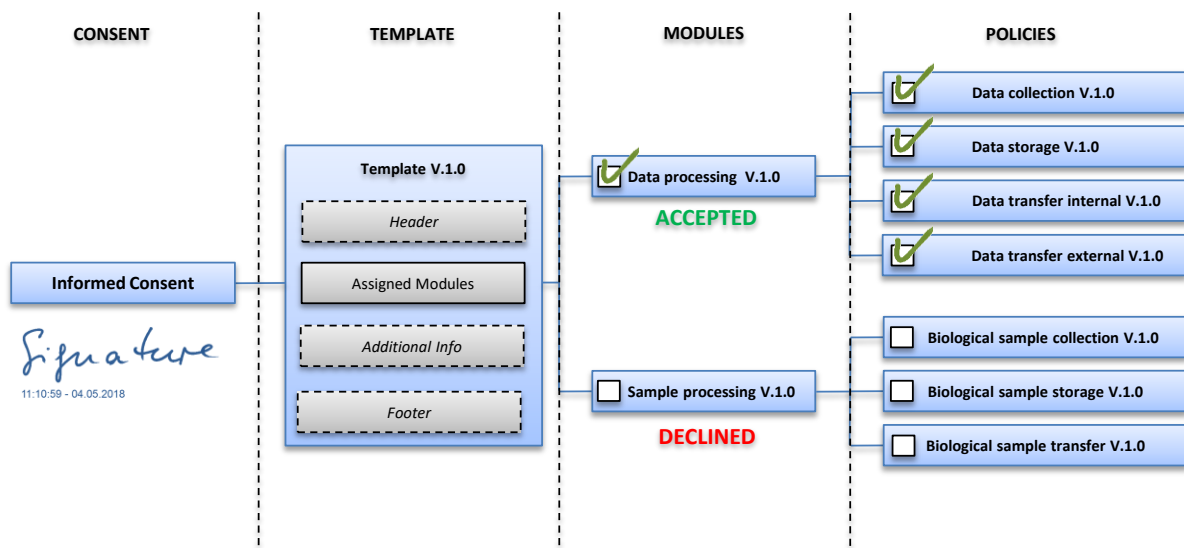 CONSENT
TEMPLATE
MODULES
POLICIES
Informed Consent
Signature
11:10:59 - 04.05.2018
Template V.1.0
Header
Assigned Modules
Additional Info
Footer
Data processing V.1.0
ACCEPTED
Sample processing V.1.0
DECLINED
Data collection V.1.0
Data storage V.1.0
Data transfer internal V.1.0
Data transfer external V.1.0
Biological sample collection V.1.0
Biological sample storage V.1.0
Biological sample transfer V.1.0